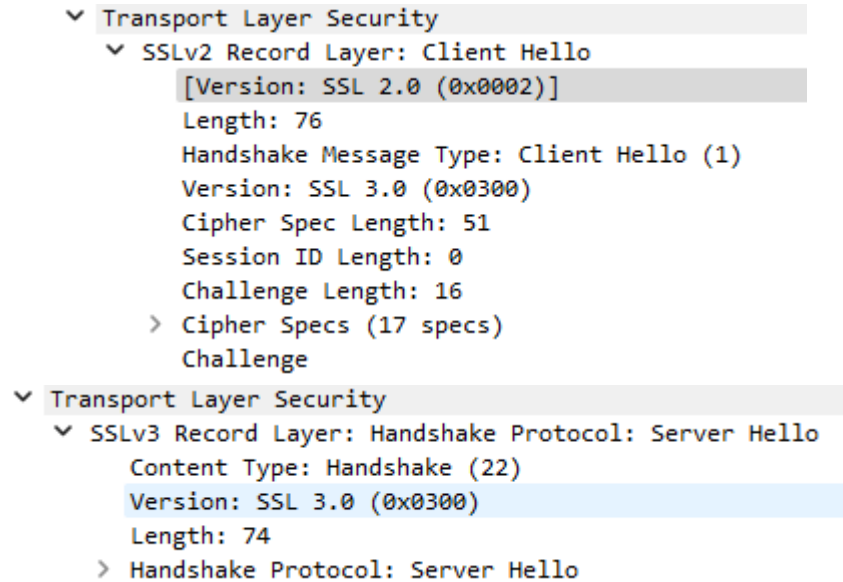 Transport Layer Security
SSLv2 Record Layer: Client Hello
[Version: SSL 2.0 (0x0002)]
Length: 76
Handshake Message Type: Client Hello (1)
Version: SSL 3.0 (0x0300)
Cipher Spec Length: 51
Session ID Length: 0
Challenge Length: 16
Cipher Specs (17 specs)
Challenge
Transport Layer Security
SSLv3 Record Layer: Handshake Protocol: Server Hello
Content Type: Handshake (22)
Version: SSL 3.0 (0x0300)
Length: 74
Handshake Protocol: Server Hello